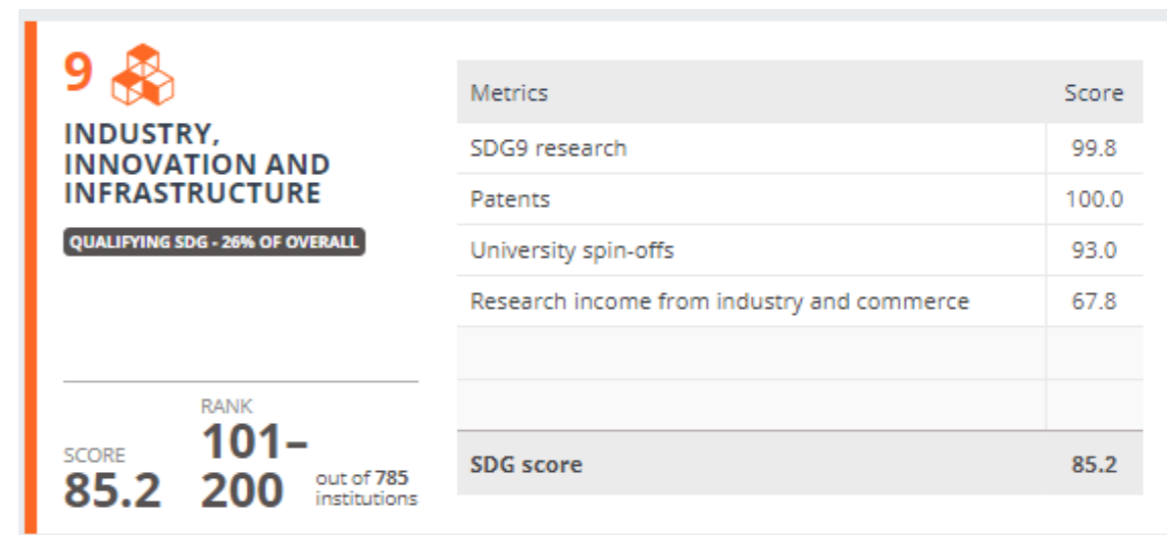 9
INDUSTRY,
INNOVATION AND
INFRASTRUCTURE
QUALIFYING SDG - 26% OF OVERALL
SCORE
85.2
RANK
101–
200
out of 785
institutions
Metrics Score
SDG9 research 99.8
Patents 100.0
University spin-offs 93.0
Research income from industry and commerce 67.8
SDG score 85.2